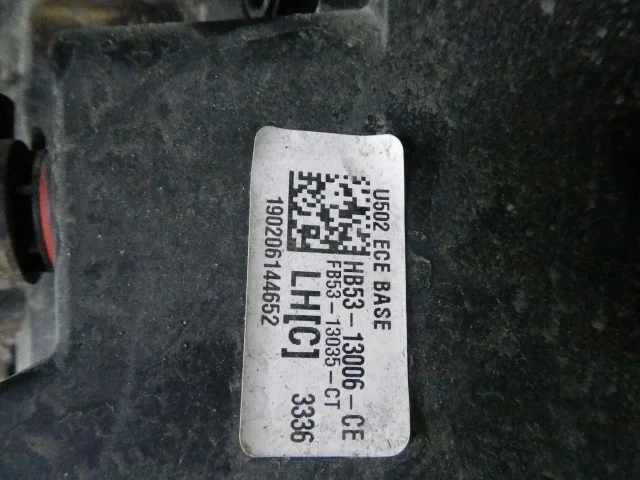 U502 ECE BASE
HB53-13006-CE
FB53-13035-CT
LH[C] 3336
190206144652